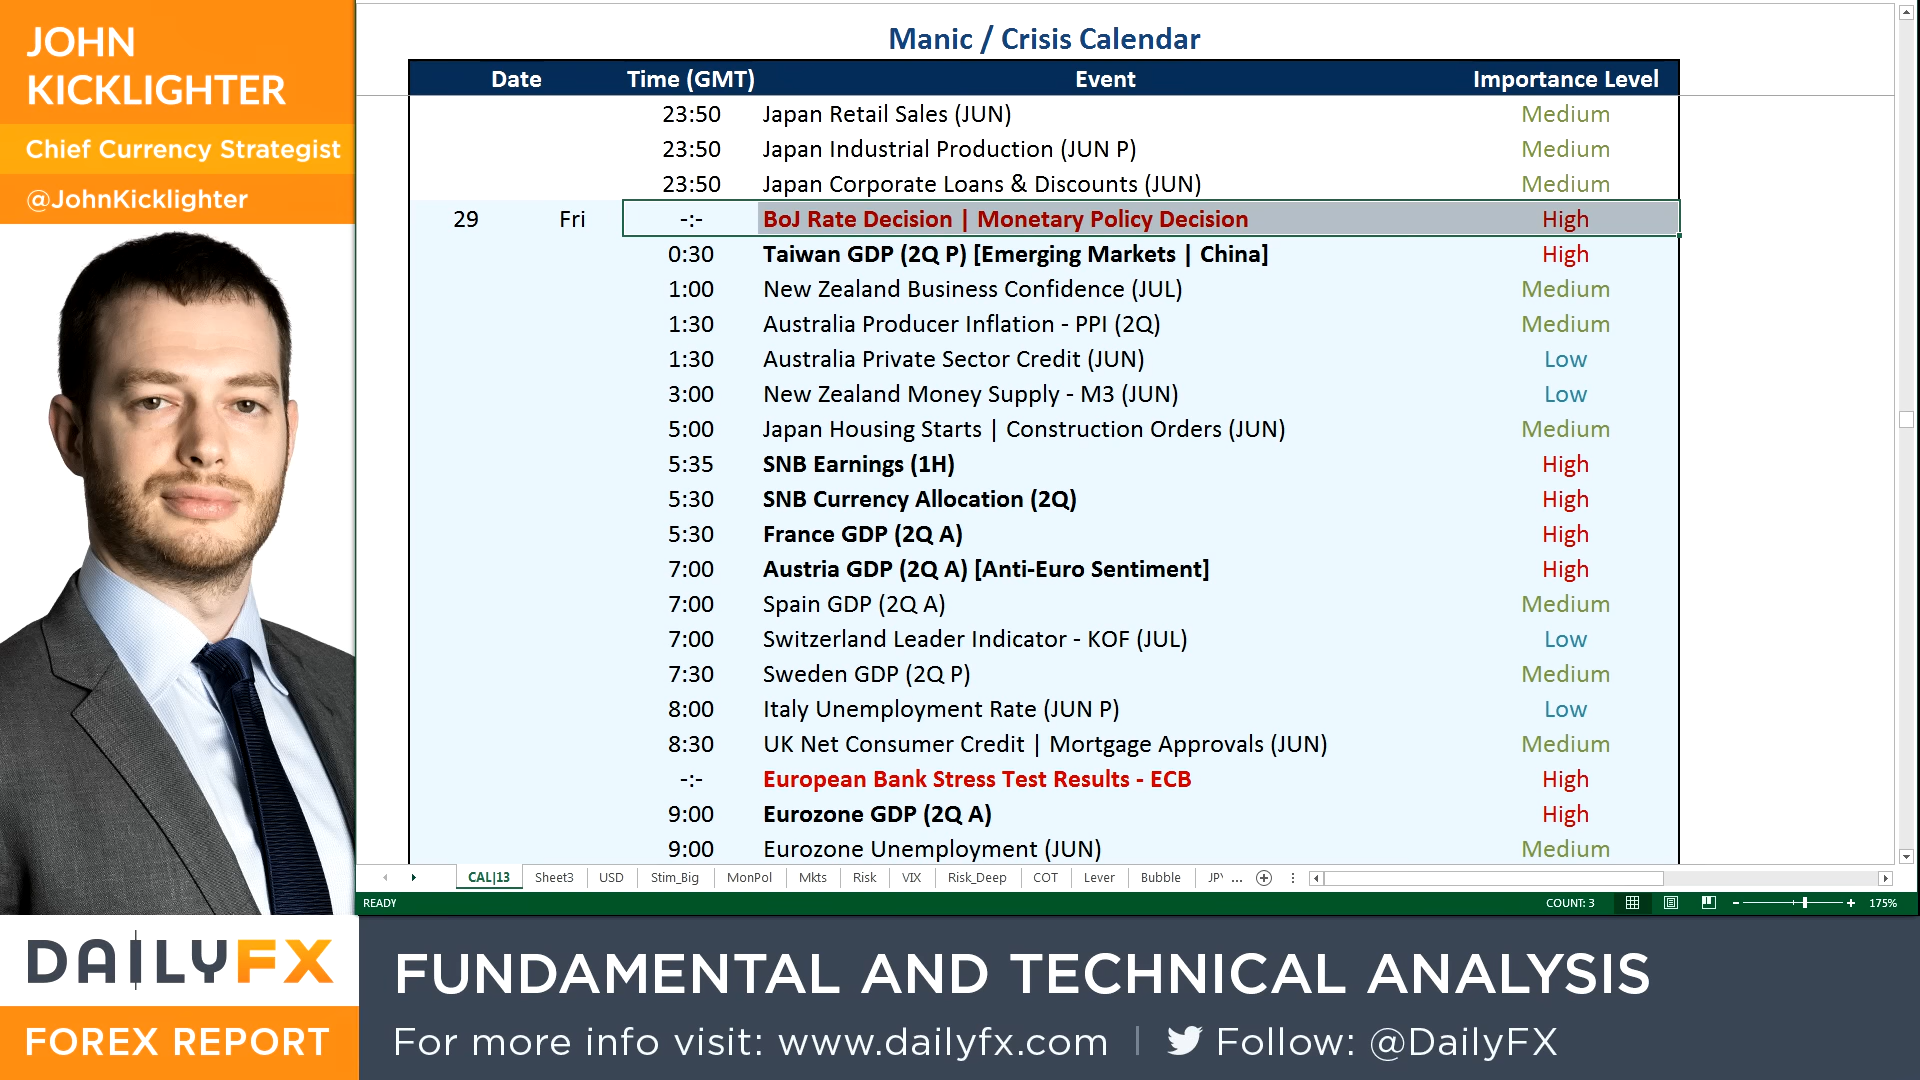 JOHN
KICKLIGHTER
Chief Currency Strategist
@JohnKicklighter
Manic / Crisis Calendar
Date Time (GMT) Event Importance Level
23:50 Japan Retail Sales (JUN) Medium
23:50 Japan Industrial Production (JUN P) Medium
23:50 Japan Corporate Loans & Discounts (JUN) Medium
29 Fri -:- BoJ Rate Decision | Monetary Policy Decision High
0:30 Taiwan GDP (2Q P) [Emerging Markets | China] High
1:00 New Zealand Business Confidence (JUL) Medium
1:30 Australia Producer Inflation - PPI (2Q) Medium
1:30 Australia Private Sector Credit (JUN) Low
3:00 New Zealand Money Supply - M3 (JUN) Low
5:00 Japan Housing Starts | Construction Orders (JUN) Medium
5:35 SNB Earnings (1H) High
5:30 SNB Currency Allocation (2Q) High
5:30 France GDP (2Q A) High
7:00 Austria GDP (2Q A) [Anti-Euro Sentiment] High
7:00 Spain GDP (2Q A) Medium
7:00 Switzerland Leader Indicator - KOF (JUL) Low
7:30 Sweden GDP (2Q P) Medium
8:00 Italy Unemployment Rate (JUN P) Low
8:30 UK Net Consumer Credit | Mortgage Approvals (JUN) Medium
-:- European Bank Stress Test Results - ECB High
9:00 Eurozone GDP (2Q A) High
9:00 Eurozone Unemployment (JUN) Medium
CAL|13 Sheet3 USD Stim_Big MonPol Mkts Risk VIX Risk_Deep COT Lever Bubble JPY ...
READY COUNT: 3 175%
DAILYFX
FOREX REPORT
FUNDAMENTAL AND TECHNICAL ANALYSIS
For more info visit: www.dailyfx.com | Follow: @DailyFX